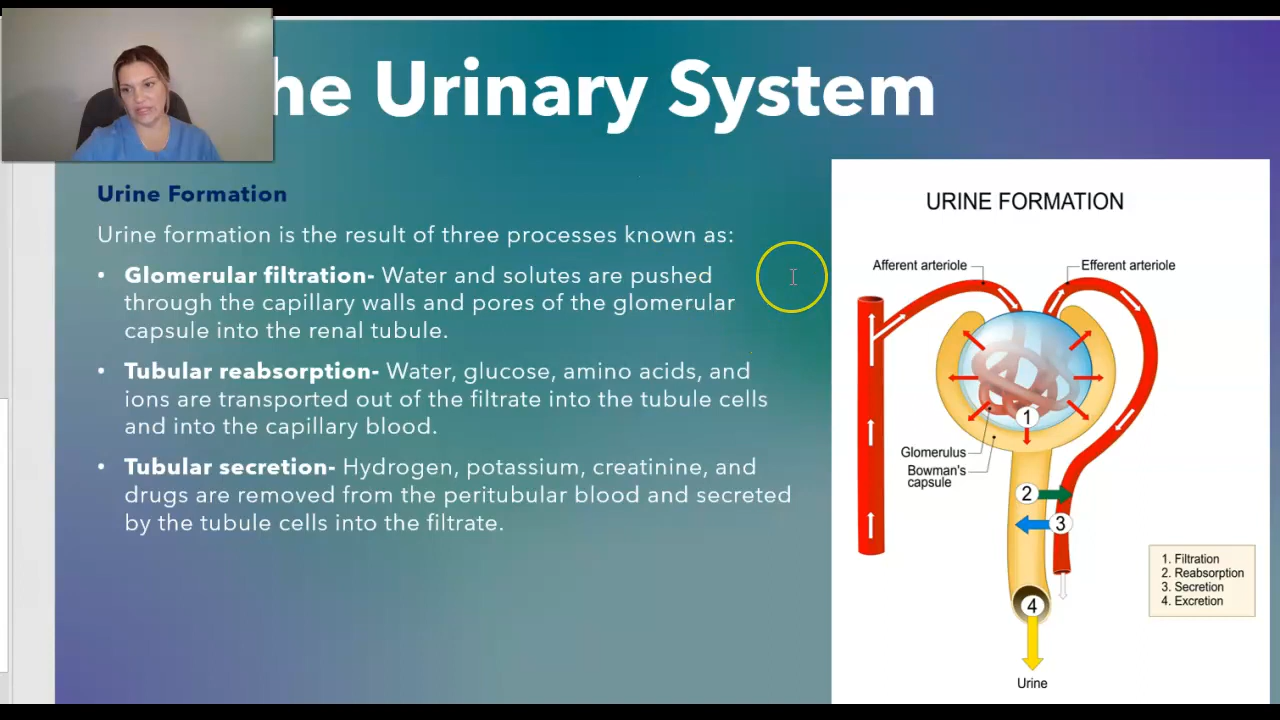 he Urinary System
Urine Formation
Urine formation is the result of three processes known as:
• Glomerular filtration- Water and solutes are pushed
through the capillary walls and pores of the glomerular
capsule into the renal tubule.
• Tubular reabsorption- Water, glucose, amino acids, and
ions are transported out of the filtrate into the tubule cells
and into the capillary blood.
• Tubular secretion- Hydrogen, potassium, creatinine, and
drugs are removed from the peritubular blood and secreted
by the tubule cells into the filtrate.
URINE FORMATION
Afferent arteriole
Efferent arteriole
1
Glomerulus
Bowman's
capsule
2
3
1. Filtration
2. Reabsorption
3. Secretion
4. Excretion
4
Urine